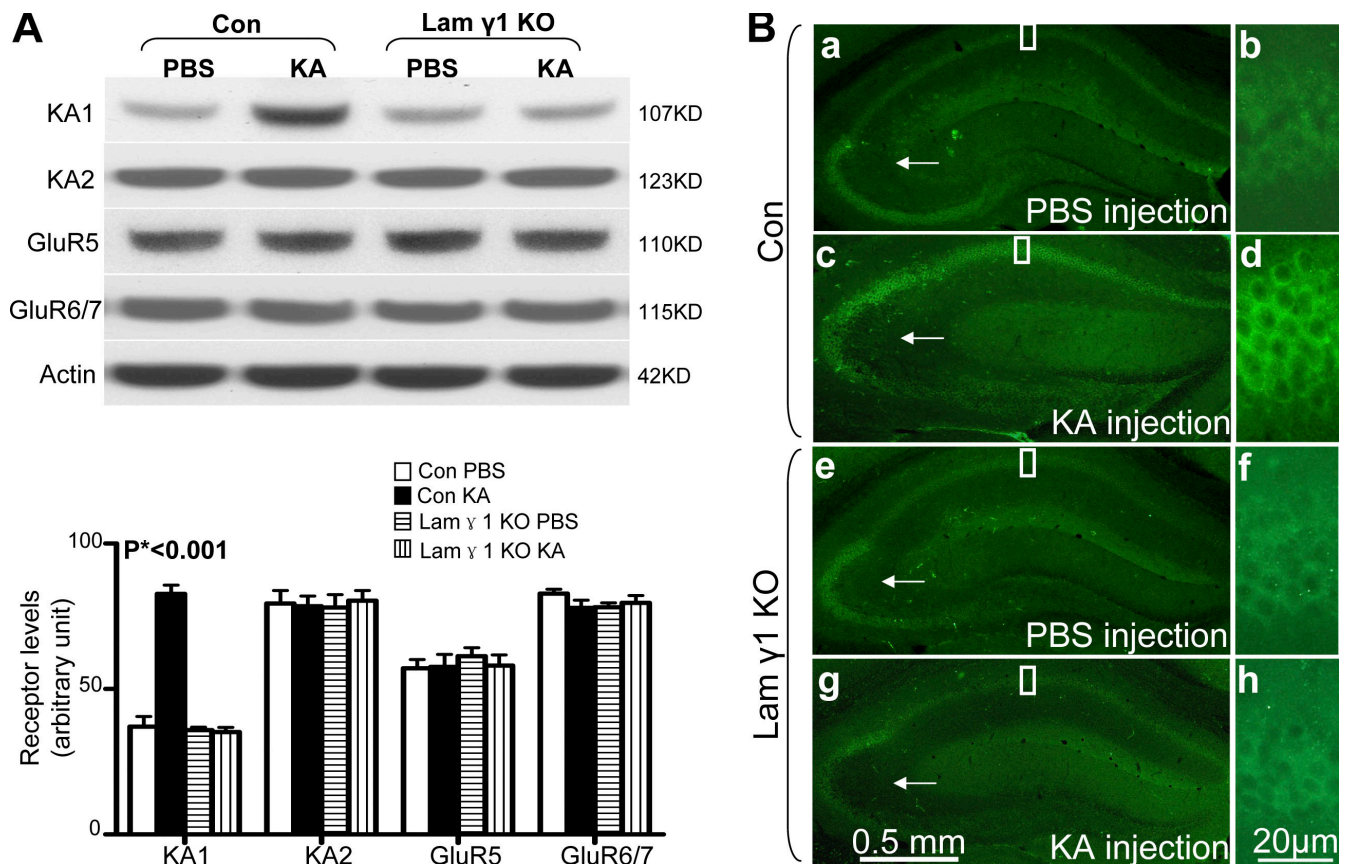 A
Con
Lam γ1 KO
PBS
KA
PBS
KA
KA1
107KD
KA2
123KD
GluR5
110KD
GluR6/7
115KD
Actin
42KD
Con PBS
Con KA
Lam γ1 KO PBS
Lam γ1 KO KA
P*<0.001
Receptor levels
(arbitrary unit)
100
50
0
KA1
KA2
GluR5
GluR6/7
B
Con
a
PBS injection
b
c
KA injection
d
Lam γ1 KO
e
PBS injection
f
g
0.5 mm
KA injection
h
20μm